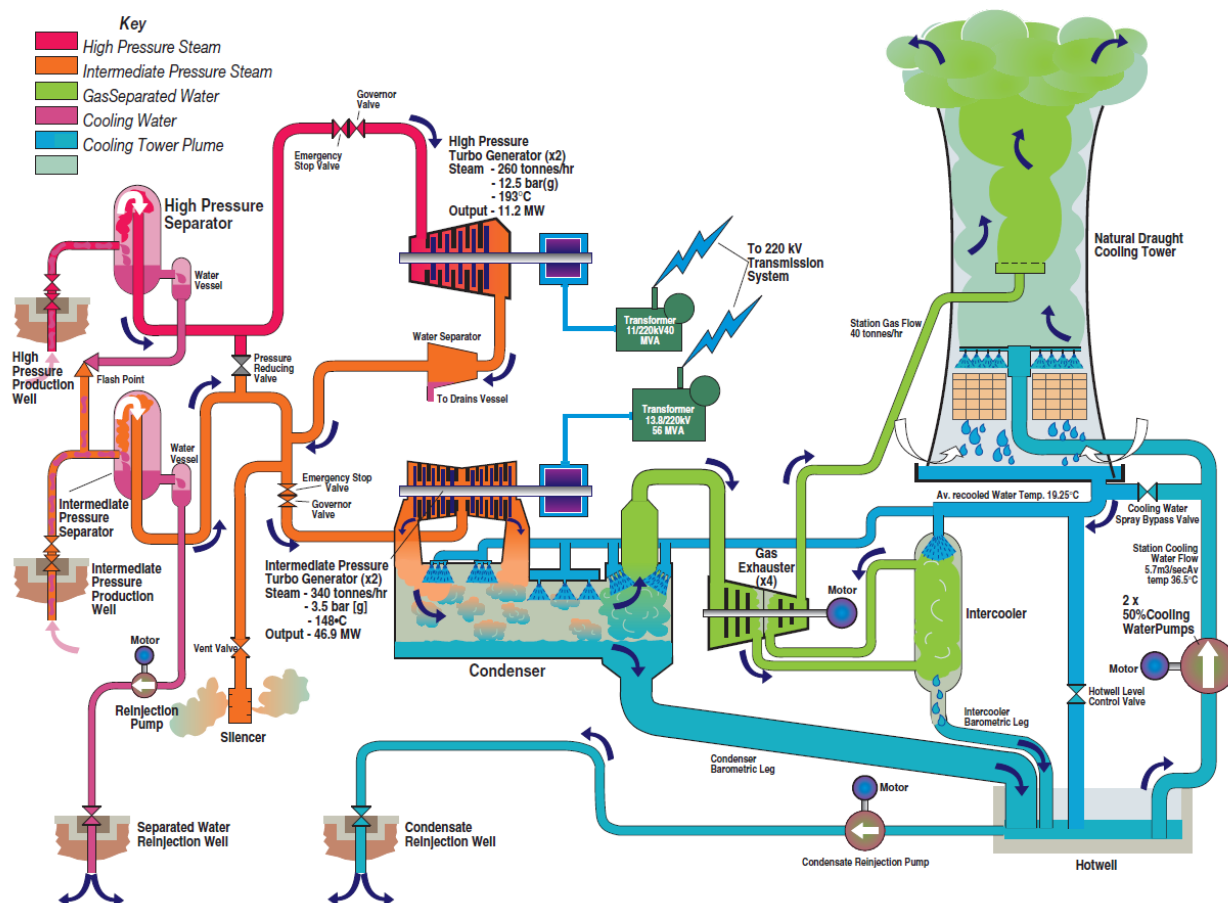 Key
High Pressure Steam
Intermediate Pressure Steam
GasSeparated Water
Cooling Water
Cooling Tower Plume
Governor
Valve
Emergency
Stop Valve
High Pressure
Turbo Generator (x2)
Steam - 260 tonnes/hr
- 12.5 bar(g)
- 193°C
Output - 11.2 MW
High Pressure
Separator
Water
Vessel
High
Pressure
Production
Well
Flash Point
Pressure
Reducing
Valve
Water Separator
To Drains Vessel
To 220 kV
Transmission
System
Transformer
11/220kV40
MVA
Transformer
13.8/220kV
56 MVA
Natural Draught
Cooling Tower
Station Gas Flow
40 tonnes/hr
Water
Vessel
Intermediate
Pressure
Separator
Intermediate
Pressure
Production
Well
Emergency Stop
Valve
Governor
Valve
Intermediate Pressure
Turbo Generator (x2)
Steam - 340 tonnes/hr
- 3.5 bar [g]
- 148•C
Output - 46.9 MW
Condenser
Gas
Exhauster
(x4)
Motor
Intercooler
Av. recooled Water Temp. 19.25°C
Cooling Water
Spray Bypass Valve
Station Cooling
Water Flow
5.7m3/secAv
temp 36.5°C
2 x
50%Cooling
WaterPumps
Motor
Hotwell Level
Control Valve
Intercooler
Barometric Leg
Condenser
Barometric Leg
Vent Valve
Silencer
Motor
Reinjection
Pump
Separated Water
Reinjection Well
Condensate
Reinjection Well
Motor
Condensate Reinjection Pump
Hotwell